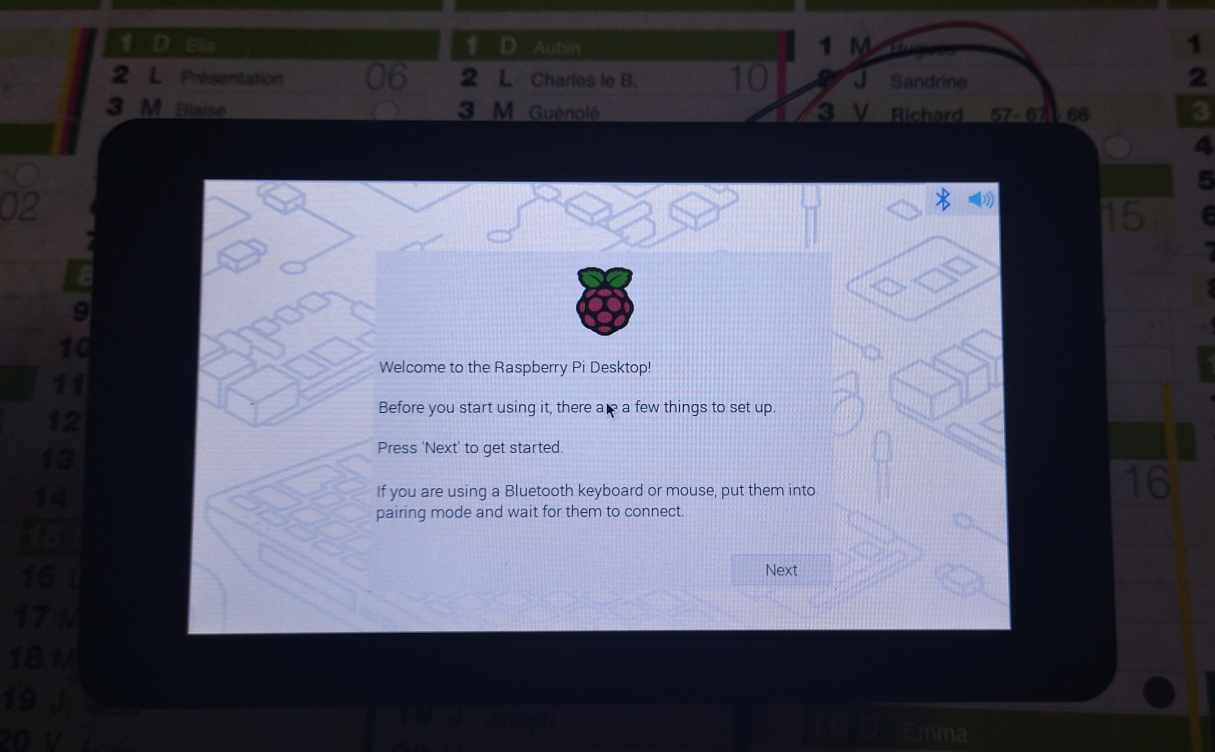 1 D Ella
2 L Présentation 06
3 M Blaise
1 D Aubin
2 L Charles le B. 10
3 M Guénolé
1 M Hugues
J Sandrine
3 V Richard 57- 67- 68
1
2
3
4
5
6
7
02
15
8
9
10
11
12
13
14
15
16
17 M
18 M
19 J
20 V Aimée
16
Welcome to the Raspberry Pi Desktop!
Before you start using it, there are a few things to set up.
Press 'Next' to get started.
If you are using a Bluetooth keyboard or mouse, put them into
pairing mode and wait for them to connect.
Next
19 J Joseph
19 D Emma